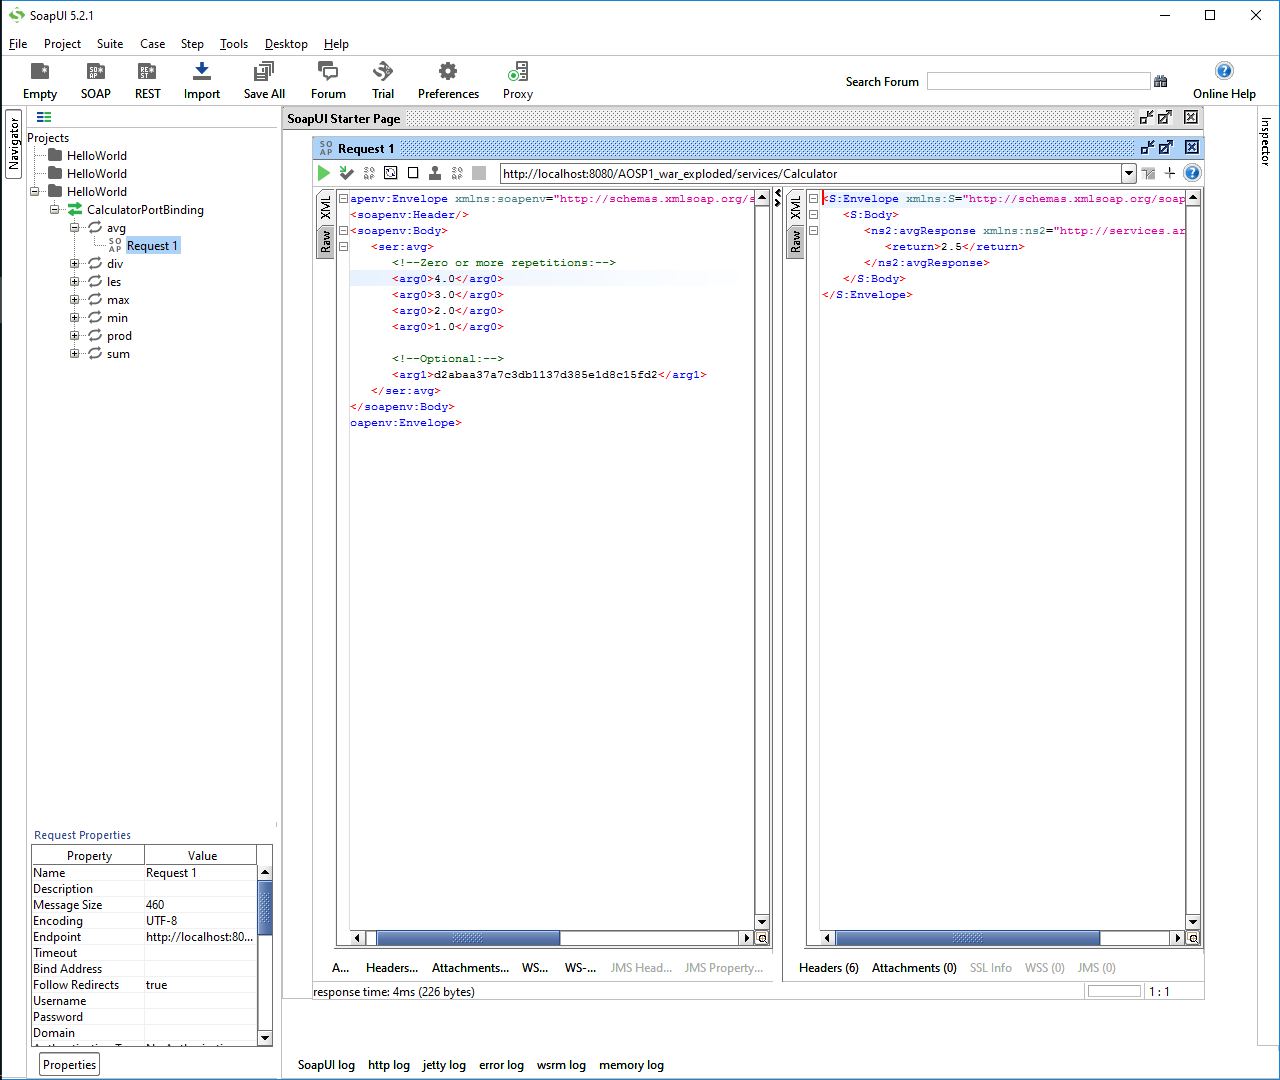 SoapUI 5.2.1
File Project Suite Case Step Tools Desktop Help
Empty SOAP REST Import Save All Forum Trial Preferences Proxy Search Forum Online Help
Navigator
Projects
HelloWorld
HelloWorld
HelloWorld
CalculatorPortBinding
avg
Request 1
div
les
max
min
prod
sum
Request Properties
Property Value
Name Request 1
Description
Message Size 460
Encoding UTF-8
Endpoint http://localhost:80...
Timeout
Bind Address
Follow Redirects true
Username
Password
Domain
Properties
SoapUI Starter Page
Request 1
http://localhost:8080/AOSP1_war_exploded/services/Calculator
XML
Raw
apenv:Envelope xmlns:soapenv="http://schemas.xmlsoap.org/s
<soapenv:Header/>
<soapenv:Body>
<ser:avg>
<!--Zero or more repetitions:-->
<arg0>4.0</arg0>
<arg0>3.0</arg0>
<arg0>2.0</arg0>
<arg0>1.0</arg0>
<!--Optional:-->
<arg1>d2abaa37a7c3db1137d385e1d8c15fd2</arg1>
</ser:avg>
</soapenv:Body>
oapenv:Envelope>
A... Headers... Attachments... WS... WS-... JMS Head... JMS Property...
XML
Raw
<S:Envelope xmlns:S="http://schemas.xmlsoap.org/soap
<S:Body>
<ns2:avgResponse xmlns:ns2="http://services.ar
<return>2.5</return>
</ns2:avgResponse>
</S:Body>
</S:Envelope>
Headers (6) Attachments (0) SSL Info WSS (0) JMS (0)
response time: 4ms (226 bytes)
1 : 1
Inspector
SoapUI log http log jetty log error log wsrm log memory log